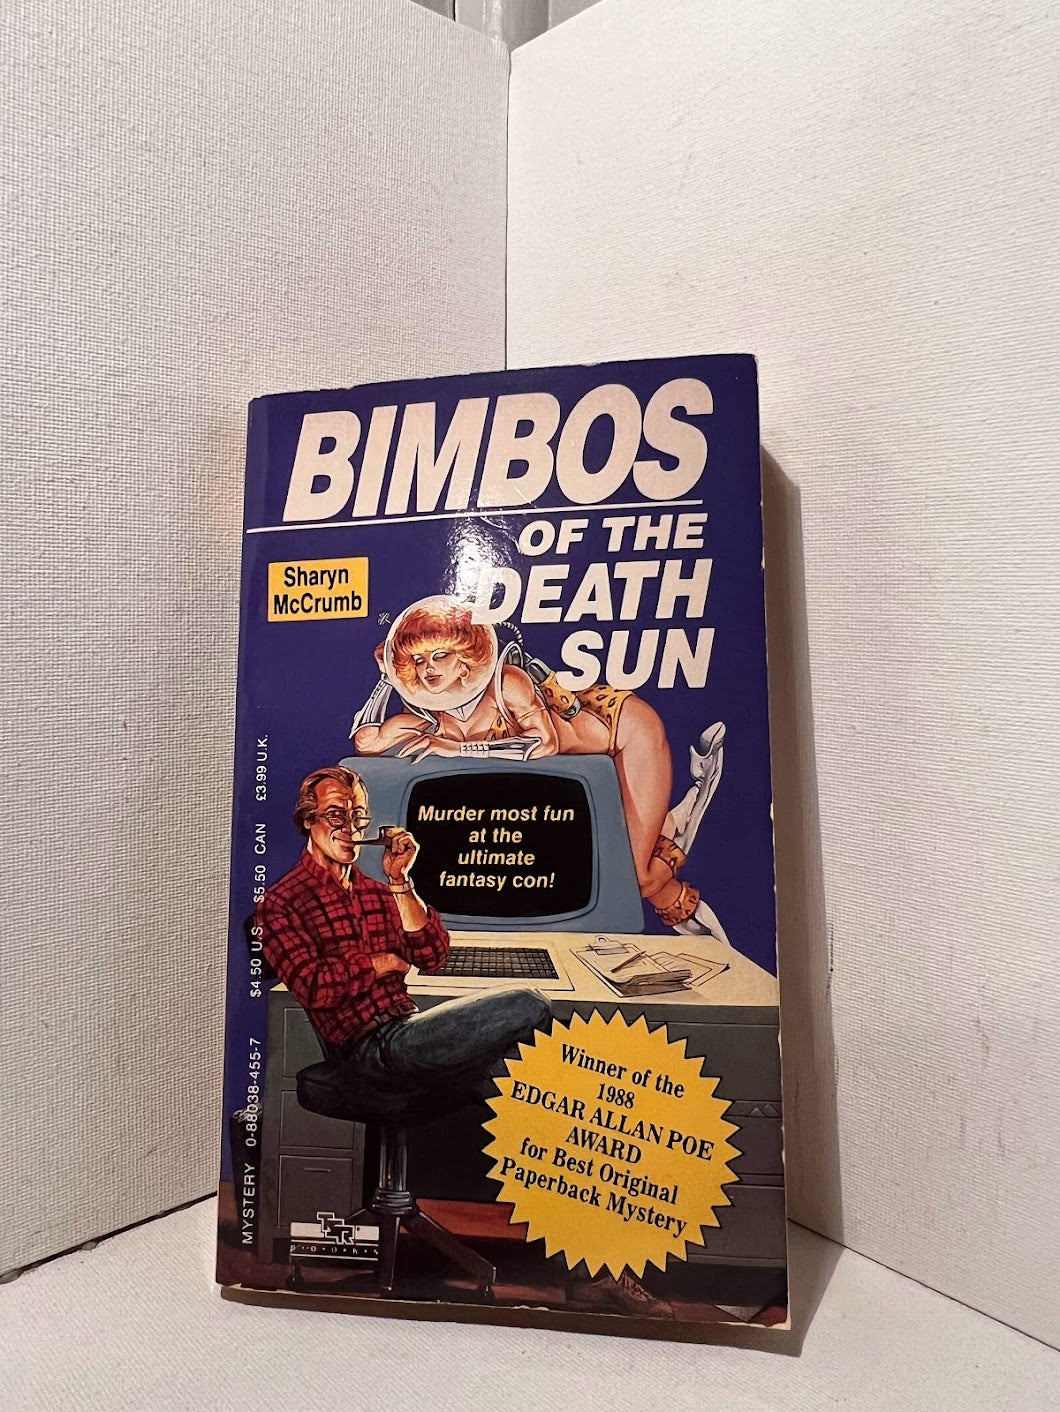 BIMBOS
OF THE
DEATH
SUN
Sharyn
McCrumb
Murder most fun
at the
ultimate
fantasy con!
Winner of the
1988
EDGAR ALLAN POE
AWARD
for Best Original
Paperback Mystery
TSR
BOOKS
MYSTERY 0-88038-455-7 $4.50 U.S. $5.50 CAN £3.99 U.K.